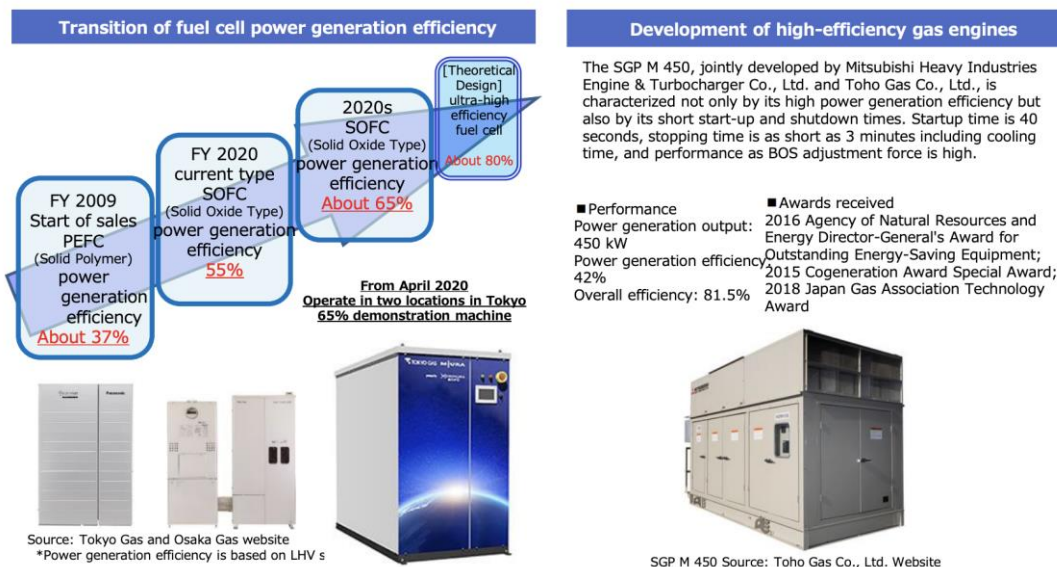 Transition of fuel cell power generation efficiency
FY 2009
Start of sales
PEFC
(Solid Polymer)
power
generation
efficiency
About 37%
FY 2020
current type
SOFC
(Solid Oxide Type)
power generation
efficiency
55%
2020s
SOFC
(Solid Oxide Type)
power generation
efficiency
About 65%
[Theoretical
Design]
ultra-high
efficiency
fuel cell
About 80%
From April 2020
Operate in two locations in Tokyo
65% demonstration machine
Panasonic
TOKYO GAS MIURA
Source: Tokyo Gas and Osaka Gas website
*Power generation efficiency is based on LHV s
Development of high-efficiency gas engines
The SGP M 450, jointly developed by Mitsubishi Heavy Industries
Engine & Turbocharger Co., Ltd. and Toho Gas Co., Ltd., is
characterized not only by its high power generation efficiency but
also by its short start-up and shutdown times. Startup time is 40
seconds, stopping time is as short as 3 minutes including cooling
time, and performance as BOS adjustment force is high.
■Performance
Power generation output:
450 kW
Power generation efficiency
42%
Overall efficiency: 81.5%
■Awards received
2016 Agency of Natural Resources and
Energy Director-General's Award for
Outstanding Energy-Saving Equipment;
2015 Cogeneration Award Special Award;
2018 Japan Gas Association Technology
Award
SGP M 450 Source: Toho Gas Co., Ltd. Website